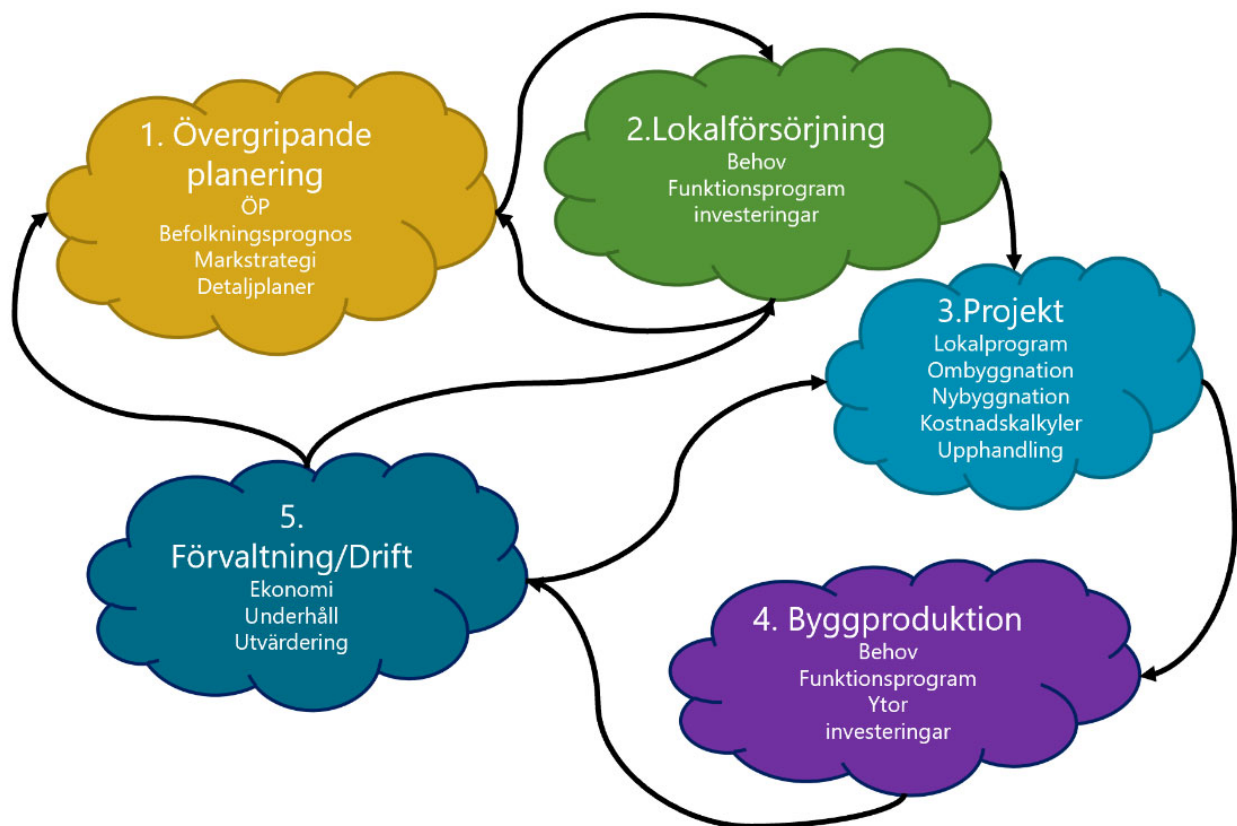 1. Övergripande
planering
ÖP
Befolkningsprognos
Markstrategi
Detaljplaner
2.Lokalförsörjning
Behov
Funktionsprogram
investeringar
3.Projekt
Lokalprogram
Ombyggnation
Nybyggnation
Kostnadskalkyler
Upphandling
4. Byggproduktion
Behov
Funktionsprogram
Ytor
investeringar
5.
Förvaltning/Drift
Ekonomi
Underhåll
Utvärdering